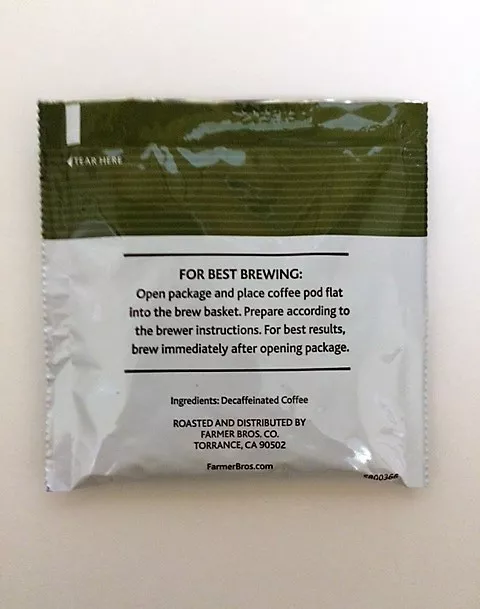 TEAR HERE
FOR BEST BREWING:
Open package and place coffee pod flat
into the brew basket. Prepare according to
the brewer instructions. For best results,
brew immediately after opening package.
Ingredients: Decaffeinated Coffee
ROASTED AND DISTRIBUTED BY
FARMER BROS. CO.
TORRANCE, CA 90502
FarmerBros.com